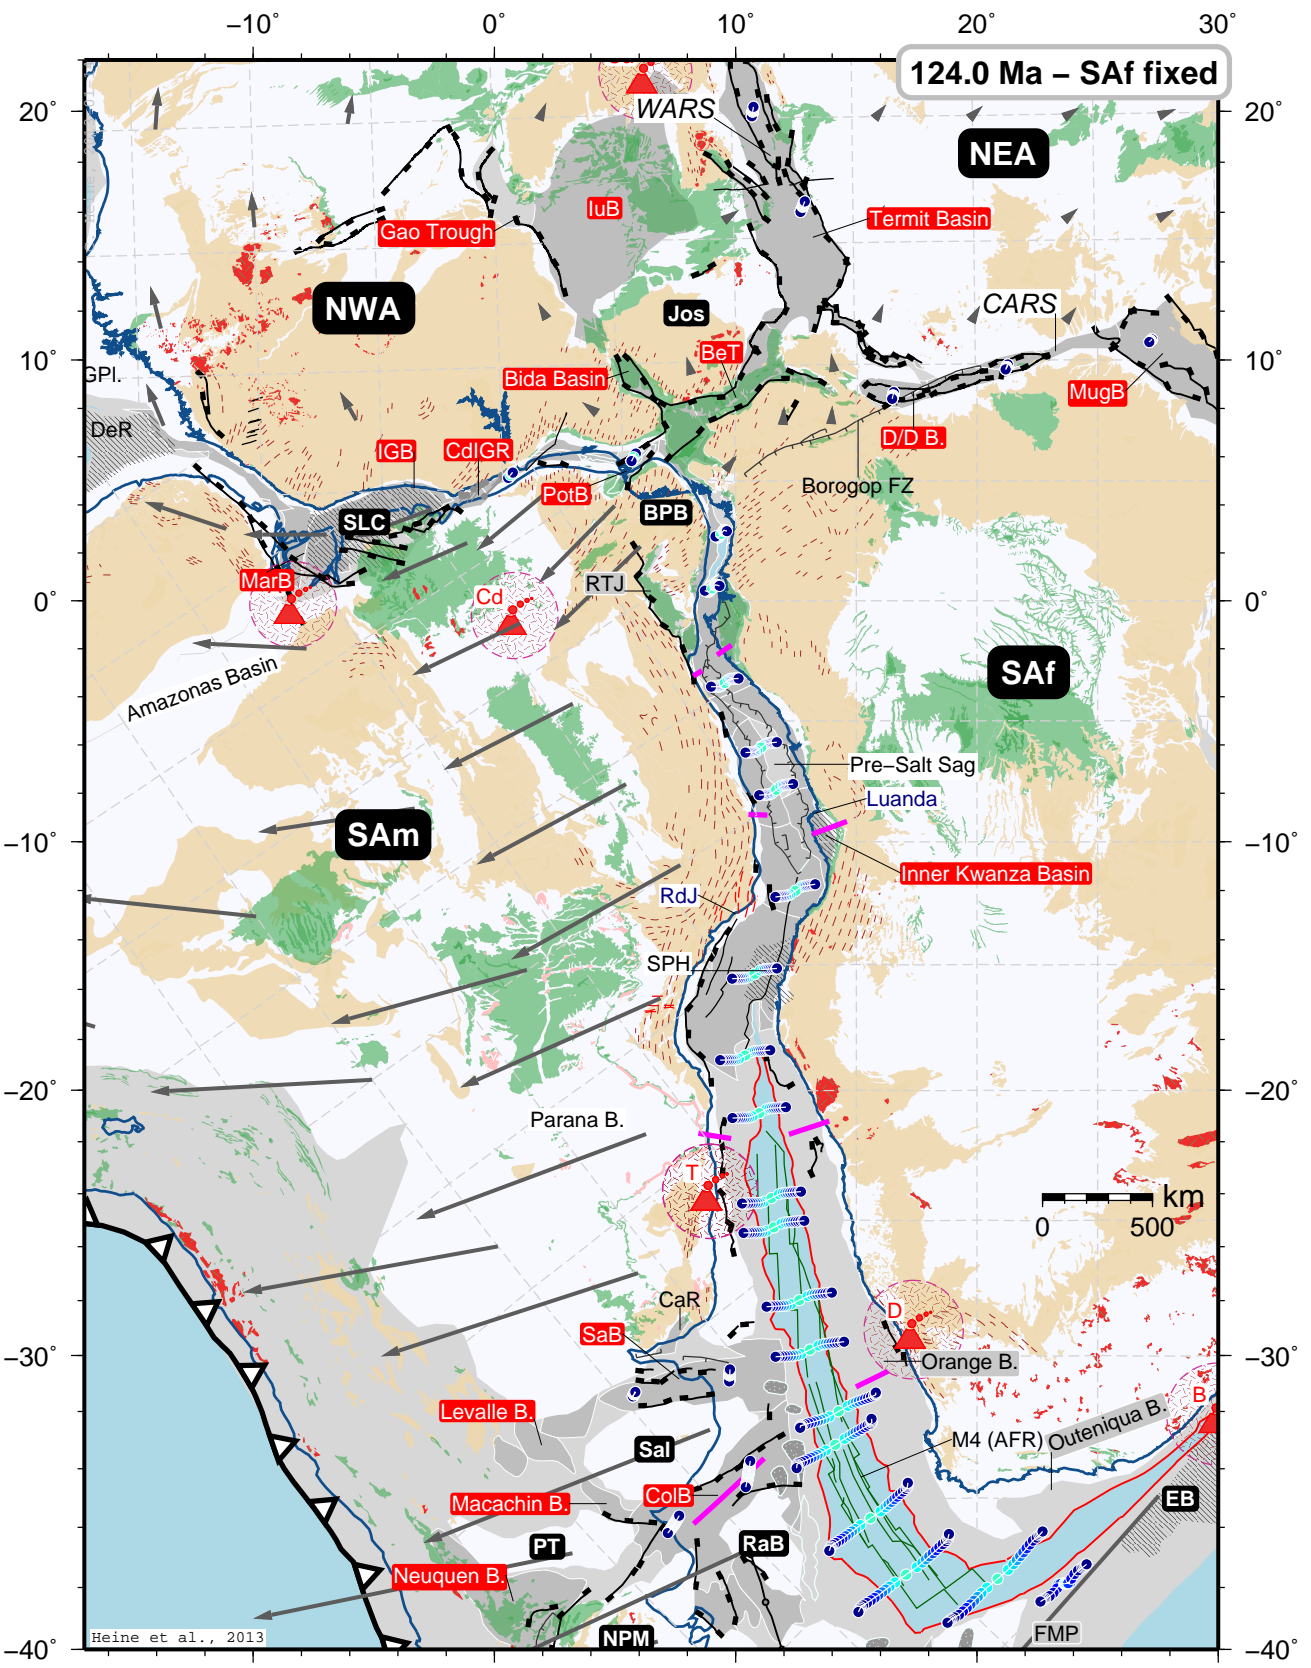 −10˚ 0˚ 10˚ 20˚ 30˚
124.0 Ma − SAf fixed
20˚ 20˚
WARS
NEA
IuB
Termit Basin
Gao Trough
NWA
CARS
Jos
10˚ 10˚
BeT
GPl.
Bida Basin
MugB
DeR
D/D B.
IGB
CdIGR
Borogop FZ
PotB
SLC
BPB
MarB
Cd
RTJ
0˚ 0˚
SAf
Amazonas Basin
Pre−Salt Sag
Luanda
SAm
−10˚ −10˚
Inner Kwanza Basin
RdJ
SPH
−20˚ −20˚
Parana B.
T
km
0 500
CaR
D
SaB
−30˚ −30˚
Orange B.
B
Levalle B.
Outeniqua B.
M4 (AFR)
Sal
ColB
EB
Macachin B.
PT
RaB
Neuquen B.
FMP
NPM
Heine et al., 2013
−40˚ −40˚